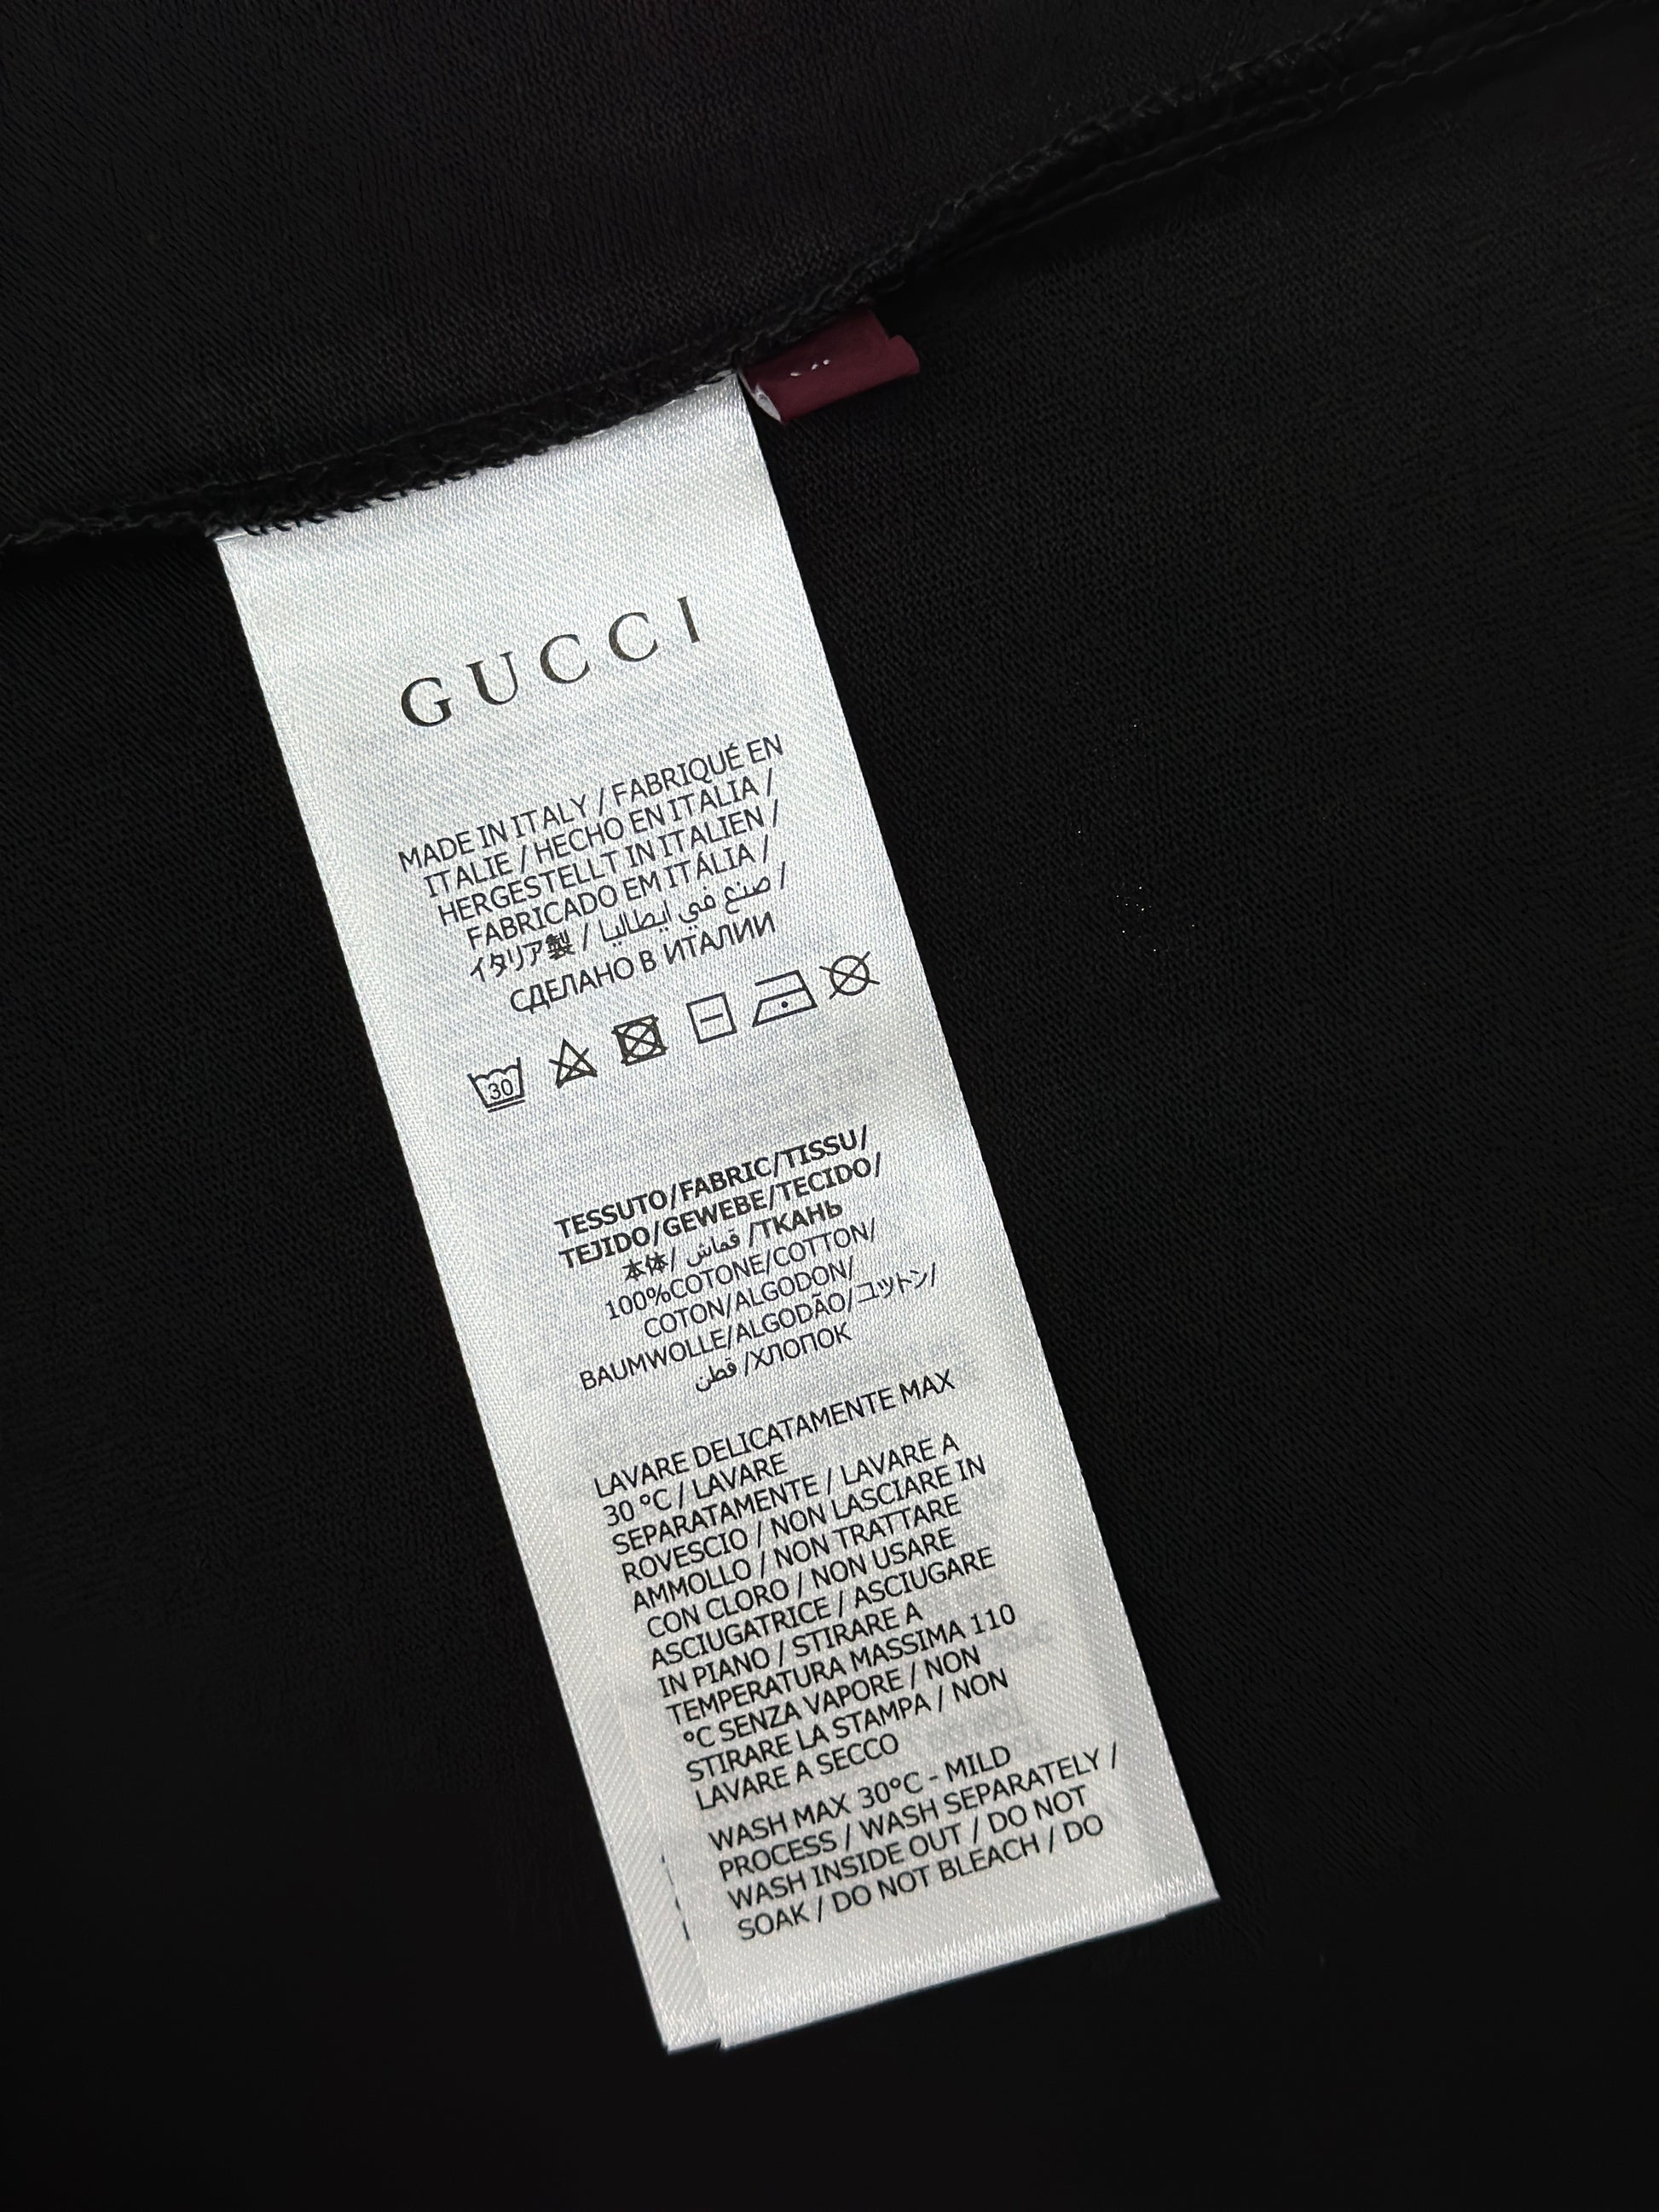 GUCCI
MADE IN ITALY / FABRIQUÉ EN
ITALIE / HECHO EN ITALIA /
HERGESTELLT IN ITALIEN /
FABRICADO EM ITÁLIA /
イタリア製 / صنع في ايطاليا /
СДЕЛАНО В ИТАЛИИ
30
TESSUTO/FABRIC/TISSU/
TEJIDO/GEWEBE/TECIDO/
本体/ قماش /ТКАНЬ
100%COTONE/COTTON/
COTON/ALGODON/
BAUMWOLLE/ALGODÃO/コットン/
قطن /ХЛОПОК
LAVARE DELICATAMENTE MAX
30 °C / LAVARE
SEPARATAMENTE / LAVARE A
ROVESCIO / NON LASCIARE IN
AMMOLLO / NON TRATTARE
CON CLORO / NON USARE
ASCIUGATRICE / ASCIUGARE
IN PIANO / STIRARE A
TEMPERATURA MASSIMA 110
°C SENZA VAPORE / NON
STIRARE LA STAMPA / NON
LAVARE A SECCO
WASH MAX 30°C - MILD
PROCESS / WASH SEPARATELY /
WASH INSIDE OUT / DO NOT
SOAK / DO NOT BLEACH / DO